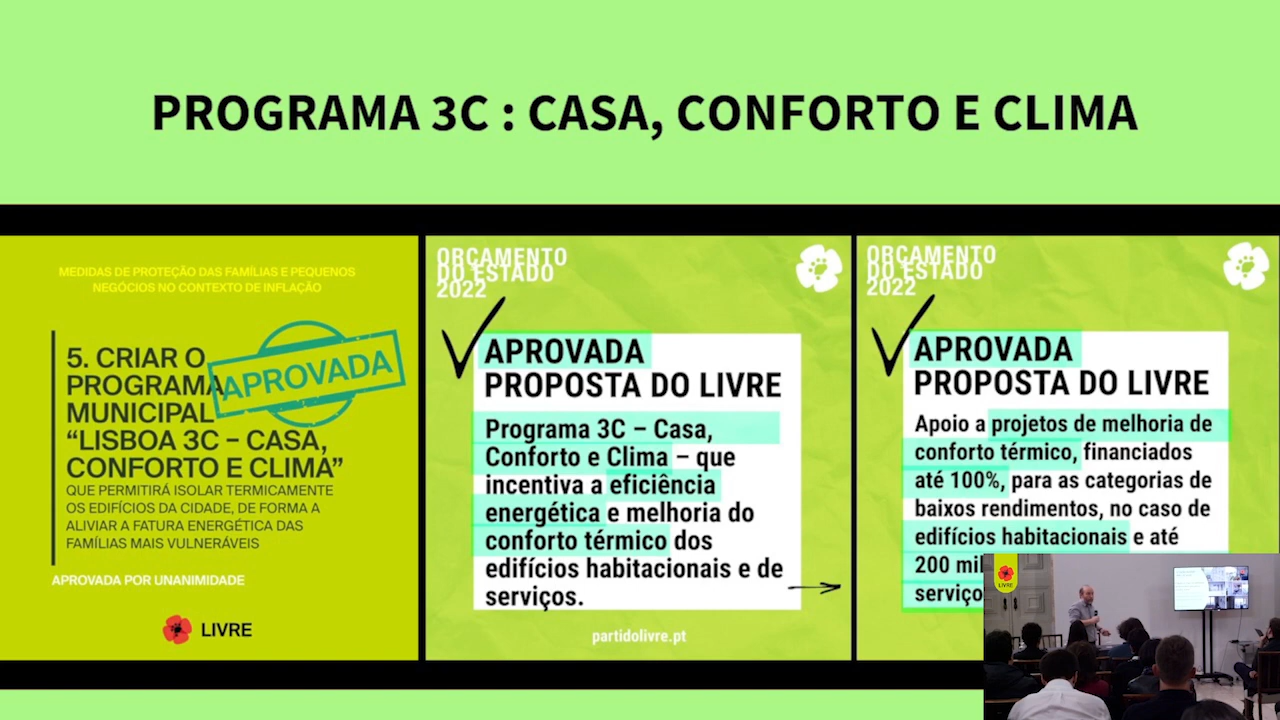 PROGRAMA 3C : CASA, CONFORTO E CLIMA
MEDIDAS DE PROTEÇÃO DAS FAMÍLIAS E PEQUENOS
NEGÓCIOS NO CONTEXTO DE INFLAÇÃO
5. CRIAR O
PROGRAMA
MUNICIPAL
“LISBOA 3C – CASA,
CONFORTO E CLIMA”
APROVADA
QUE PERMITIRÁ ISOLAR TERMICAMENTE
OS EDIFÍCIOS DA CIDADE, DE FORMA A
ALIVIAR A FATURA ENERGÉTICA DAS
FAMÍLIAS MAIS VULNERÁVEIS
APROVADA POR UNANIMIDADE
LIVRE
ORÇAMENTO
DO ESTADO
2022
APROVADA
PROPOSTA DO LIVRE
Programa 3C – Casa,
Conforto e Clima – que
incentiva a eficiência
energética e melhoria do
conforto térmico dos
edifícios habitacionais e de
serviços.
partidolivre.pt
ORÇAMENTO
DO ESTADO
2022
APROVADA
PROPOSTA DO LIVRE
Apoio a projetos de melhoria de
conforto térmico, financiados
até 100%, para as categorias de
baixos rendimentos, no caso de
edifícios habitacionais e até
200 mil
serviço
LIVRE